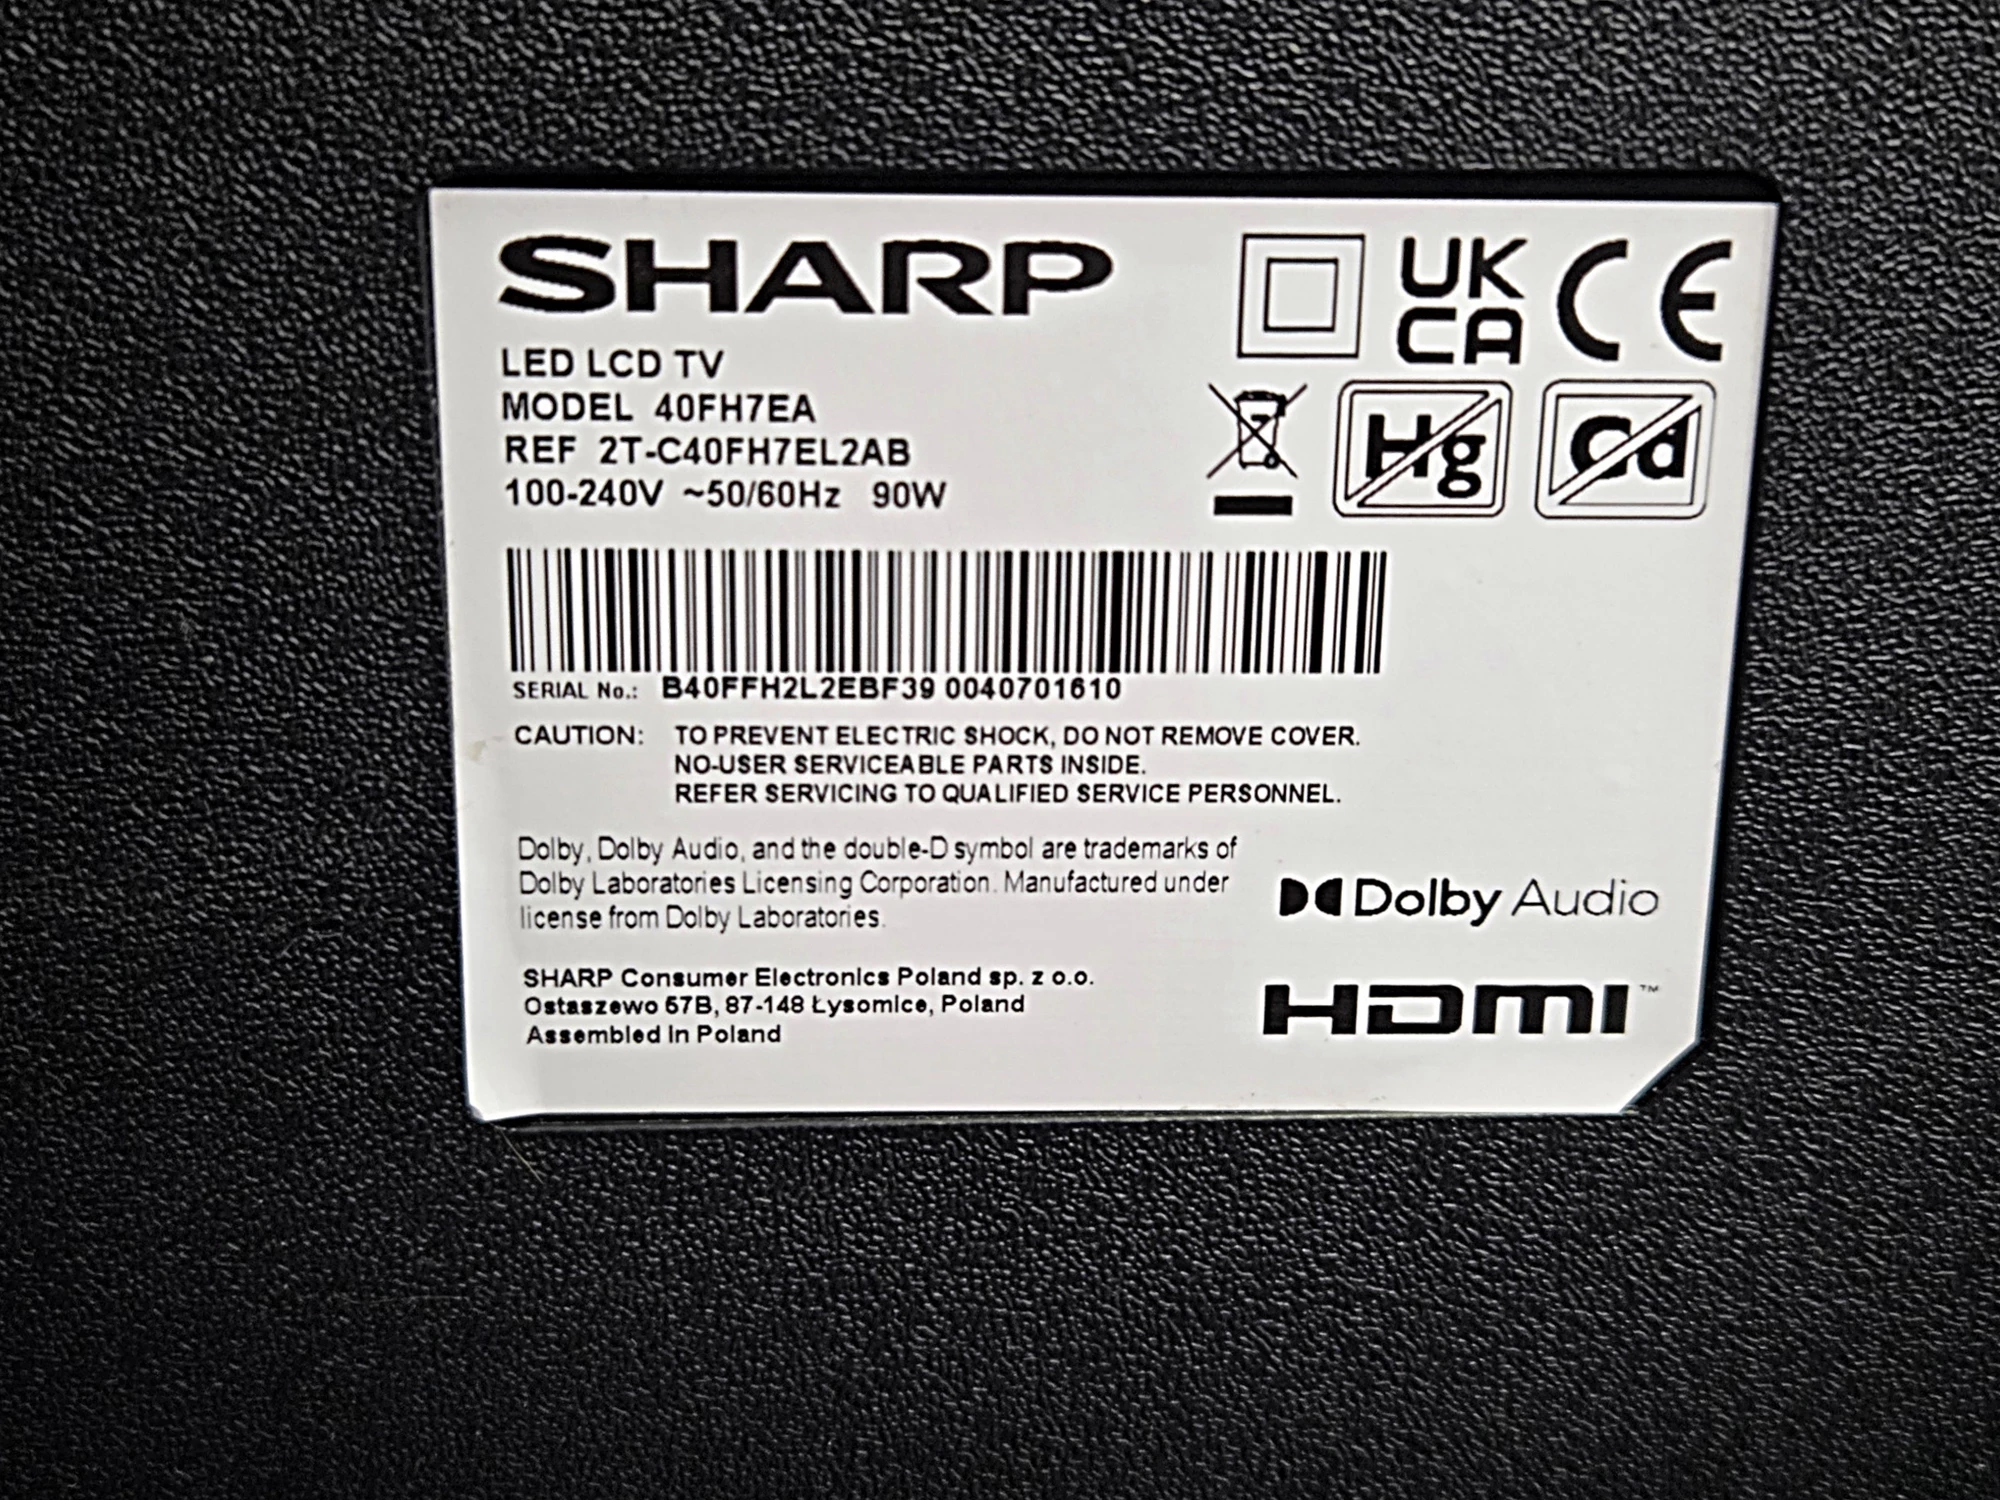 SHARP
LED LCD TV
MODEL 40FH7EA
REF 2T-C40FH7EL2AB
100-240V ~50/60Hz 90W
UK
CA
CE
Hg
Cd
SERIAL No.: B40FFH2L2EBF39 0040701610
CAUTION: TO PREVENT ELECTRIC SHOCK, DO NOT REMOVE COVER.
NO-USER SERVICEABLE PARTS INSIDE.
REFER SERVICING TO QUALIFIED SERVICE PERSONNEL.
Dolby, Dolby Audio, and the double-D symbol are trademarks of
Dolby Laboratories Licensing Corporation. Manufactured under
license from Dolby Laboratories.
Dolby Audio
SHARP Consumer Electronics Poland sp. z o.o.
Ostaszewo 57B, 87-148 Łysomice, Poland
Assembled in Poland
HDMI™